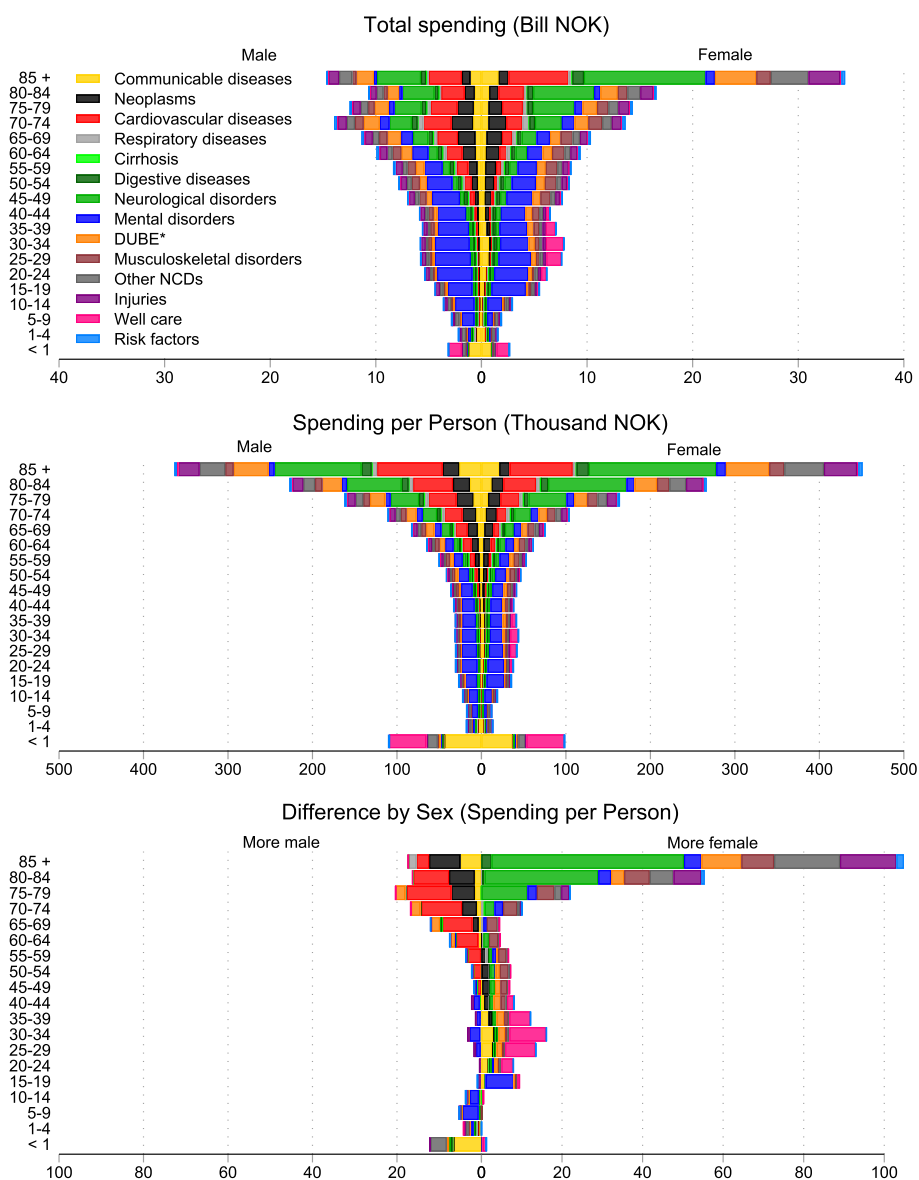 Total spending (Bill NOK)
Male Female
85 +
80-84
75-79
70-74
65-69
60-64
55-59
50-54
45-49
40-44
35-39
30-34
25-29
20-24
15-19
10-14
5-9
1-4
< 1
Communicable diseases
Neoplasms
Cardiovascular diseases
Respiratory diseases
Cirrhosis
Digestive diseases
Neurological disorders
Mental disorders
DUBE*
Musculoskeletal disorders
Other NCDs
Injuries
Well care
Risk factors
40 30 20 10 0 0 10 20 30 40
Spending per Person (Thousand NOK)
Male Female
85 +
80-84
75-79
70-74
65-69
60-64
55-59
50-54
45-49
40-44
35-39
30-34
25-29
20-24
15-19
10-14
5-9
1-4
< 1
500 400 300 200 100 0 0 100 200 300 400 500
Difference by Sex (Spending per Person)
More male More female
85 +
80-84
75-79
70-74
65-69
60-64
55-59
50-54
45-49
40-44
35-39
30-34
25-29
20-24
15-19
10-14
5-9
1-4
< 1
100 80 60 40 20 0 0 20 40 60 80 100